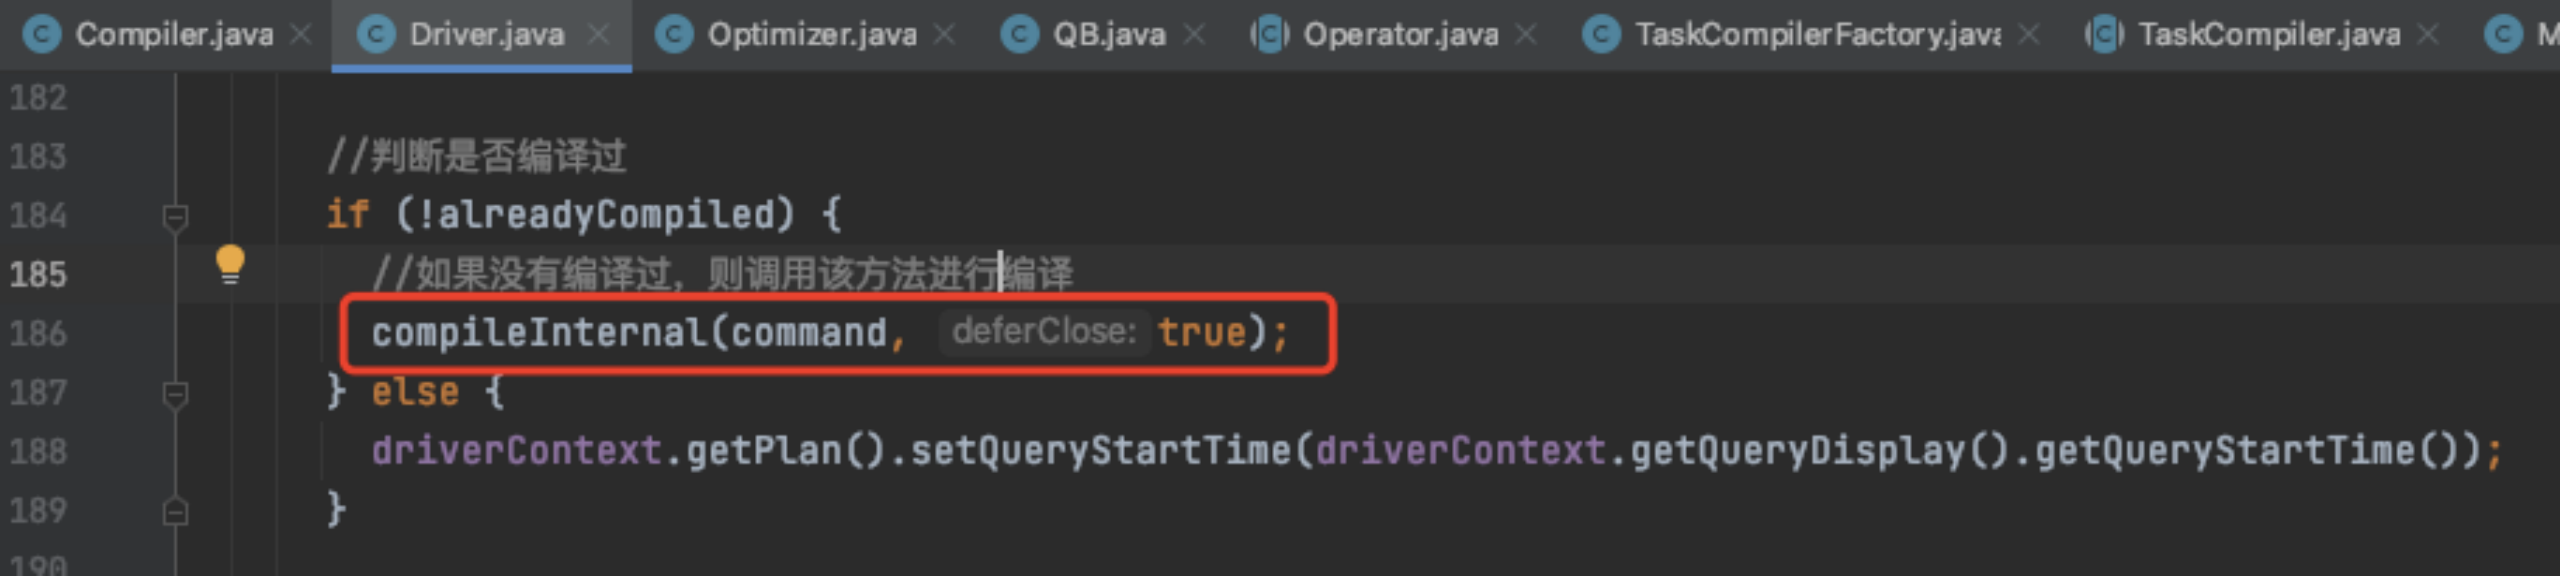 Compiler.java Driver.java Optimizer.java QB.java Operator.java TaskCompilerFactory.java TaskCompiler.java M
182
183 //判断是否编译过
184 if (!alreadyCompiled) {
185 //如果没有编译过，则调用该方法进行编译
186 compileInternal(command, deferClose: true);
187 } else {
188 driverContext.getPlan().setQueryStartTime(driverContext.getQueryDisplay().getQueryStartTime());
189 }
190